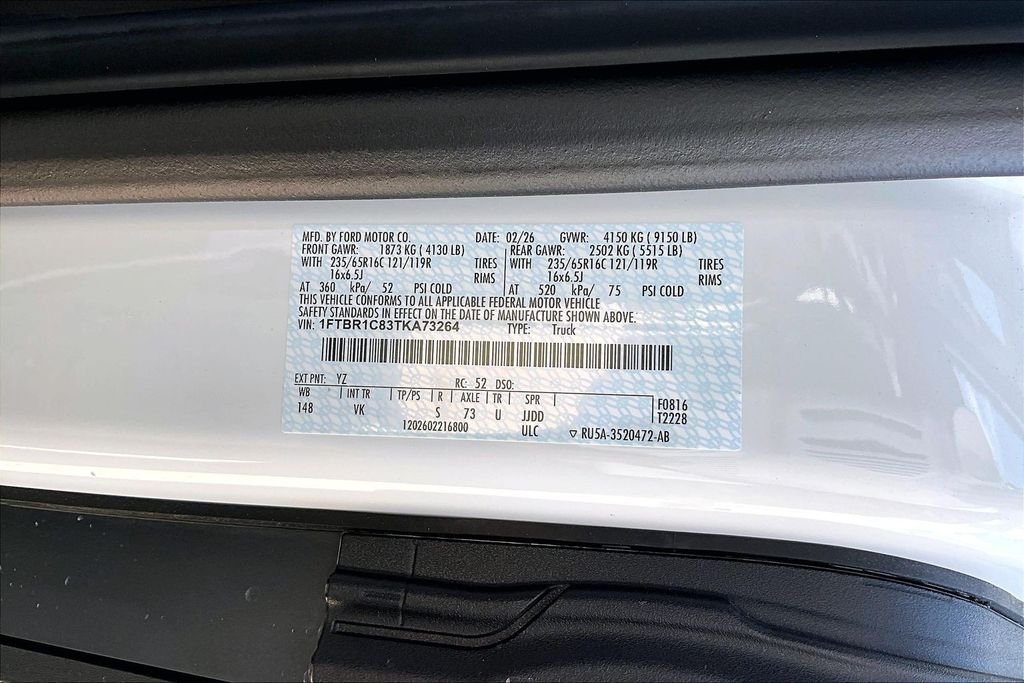 MFD. BY FORD MOTOR CO. DATE: 02/26 GVWR: 4150 KG ( 9150 LB)
FRONT GAWR: 1873 KG ( 4130 LB) REAR GAWR: 2502 KG ( 5515 LB)
WITH 235/65R16C 121/119R TIRES WITH 235/65R16C 121/119R TIRES
16x6.5J RIMS 16x6.5J RIMS
AT 360 kPa/ 52 PSI COLD AT 520 kPa/ 75 PSI COLD
THIS VEHICLE CONFORMS TO ALL APPLICABLE FEDERAL MOTOR VEHICLE
SAFETY STANDARDS IN EFFECT ON THE DATE OF MANUFACTURE SHOWN ABOVE.
VIN: 1FTBR1C83TKA73264 TYPE: Truck
EXT PNT: YZ RC: 52 DSO:
WB INT TR TP/PS R AXLE TR SPR F0816
148 VK S 73 U JJDD T2228
1202602216800 ULC ▽ RU5A-3520472-AB